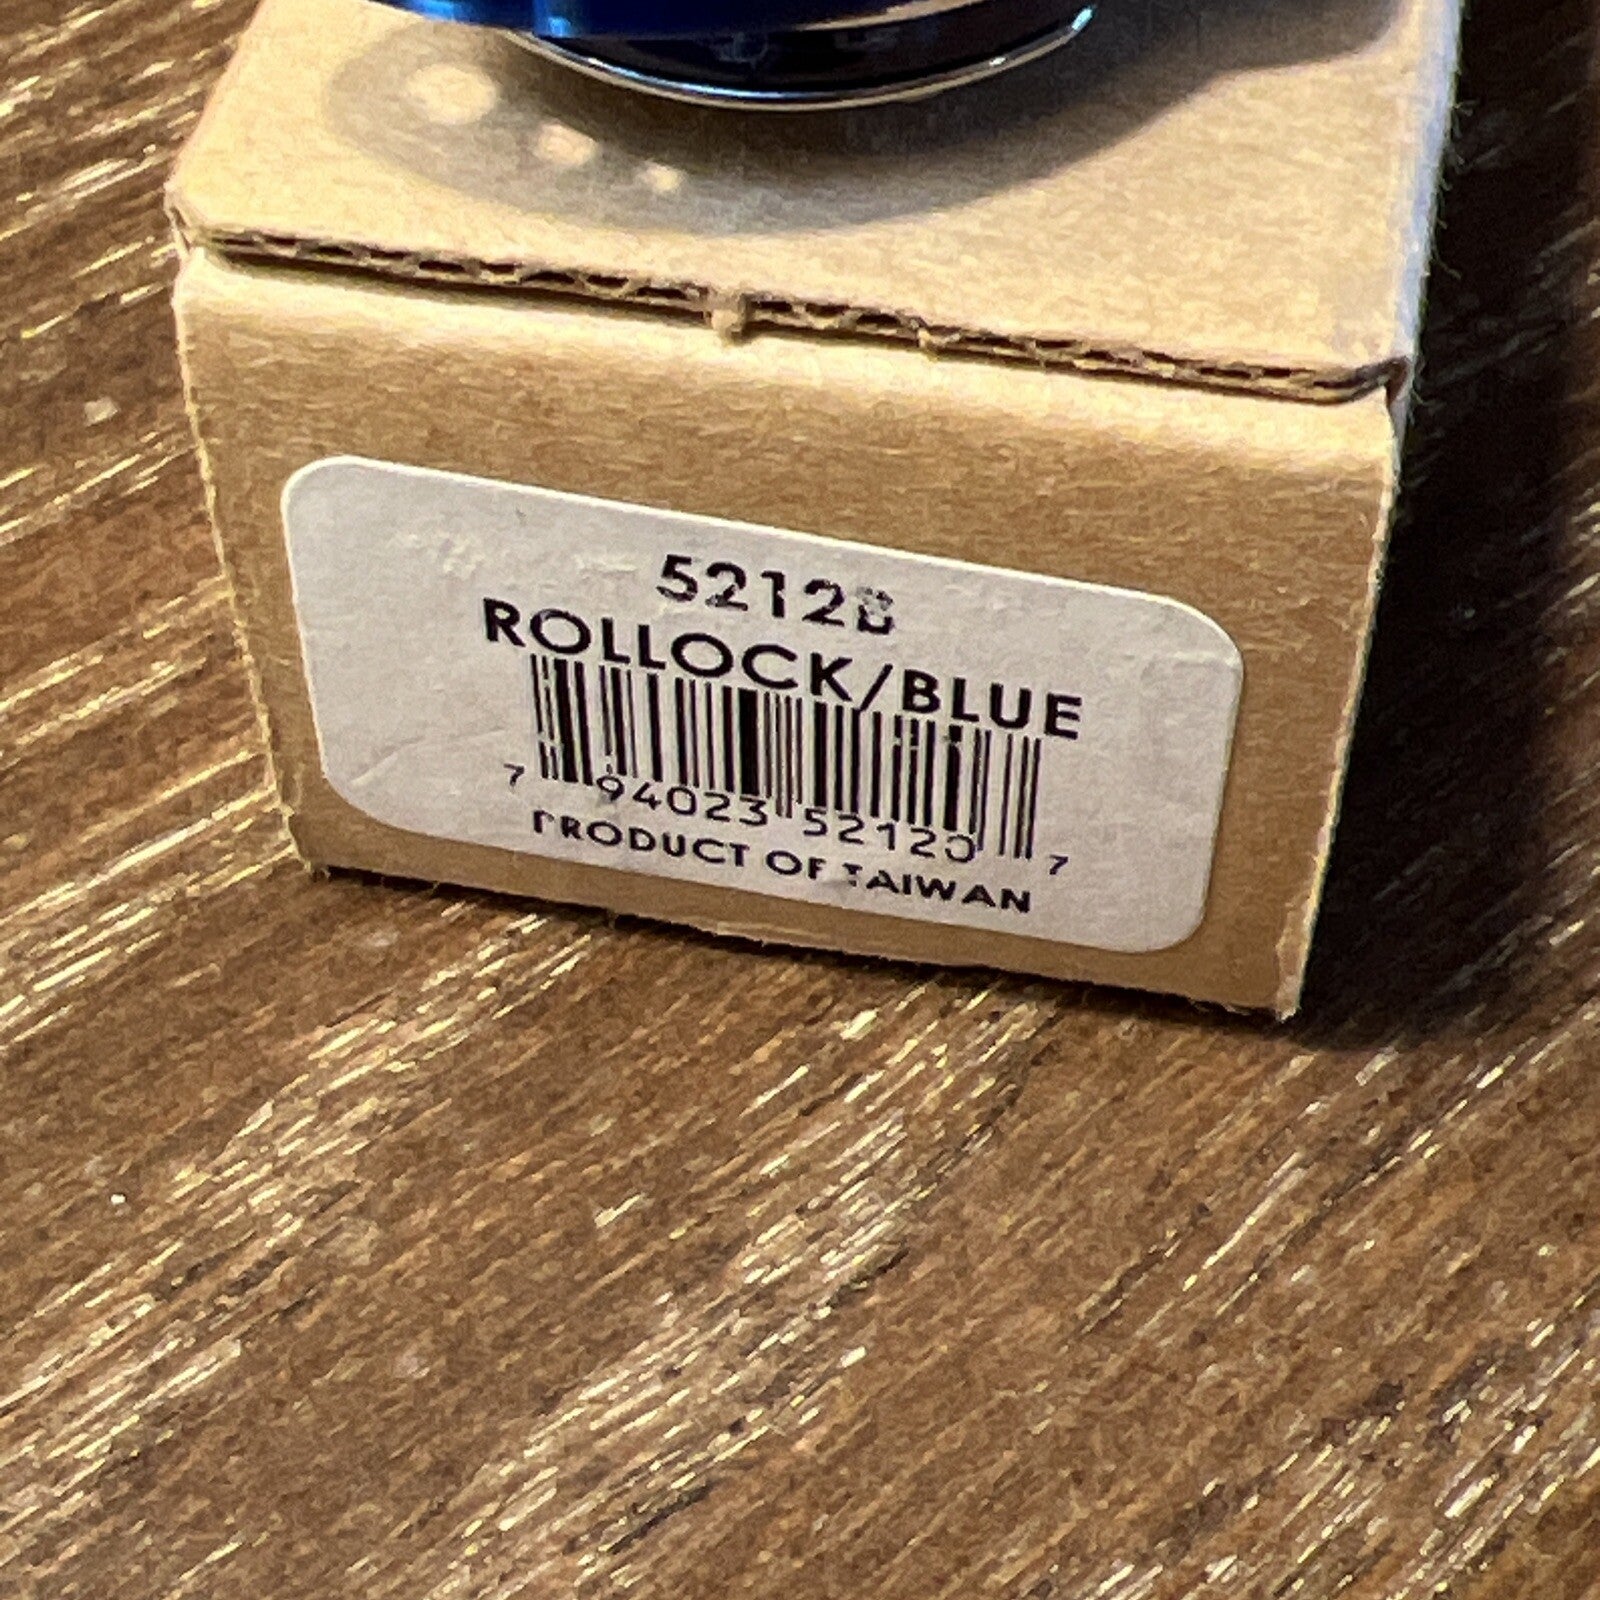 5212B
ROLLOCK/BLUE
7 94023 52120 7
PRODUCT OF TAIWAN